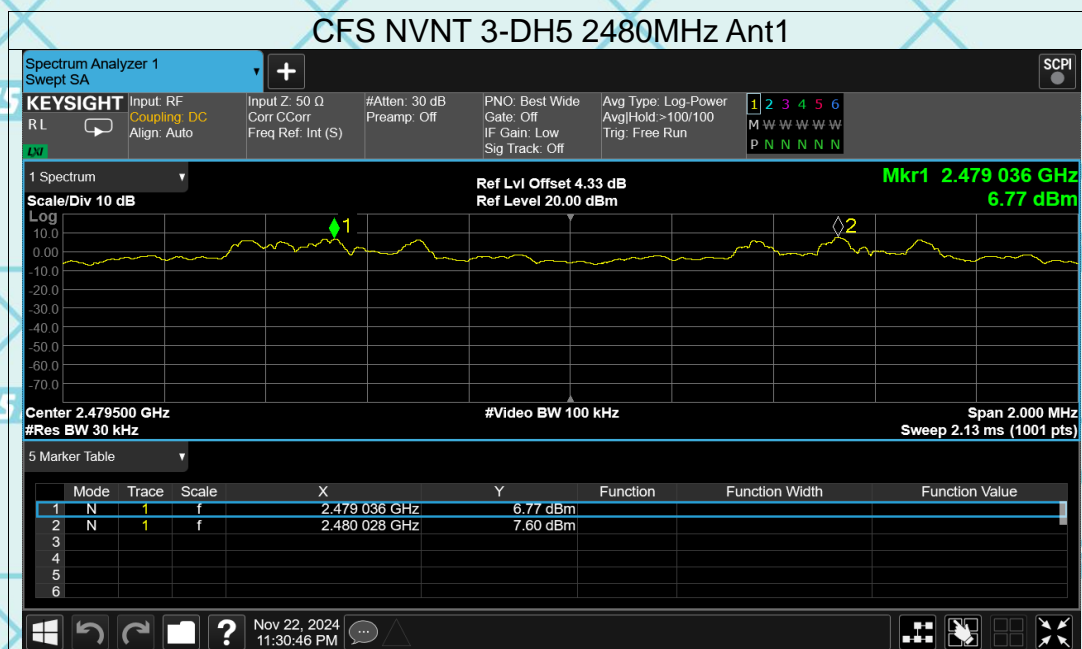 CFS NVNT 3-DH5 2480MHz Ant1
Spectrum Analyzer 1
Swept SA
+
SCPI
KEYSIGHT
RL
LXI
Input: RF
Coupling: DC
Align: Auto
Input Z: 50 Ω
Corr CCorr
Freq Ref: Int (S)
#Atten: 30 dB
Preamp: Off
PNO: Best Wide
Gate: Off
IF Gain: Low
Sig Track: Off
Avg Type: Log-Power
Avg|Hold:>100/100
Trig: Free Run
1 2 3 4 5 6
M W W W W W
P N N N N N
1 Spectrum
Scale/Div 10 dB
Ref Lvl Offset 4.33 dB
Ref Level 20.00 dBm
Mkr1 2.479 036 GHz
6.77 dBm
Log
10.0
0.00
-10.0
-20.0
-30.0
-40.0
-50.0
-60.0
-70.0
1
2
Center 2.479500 GHz
#Res BW 30 kHz
#Video BW 100 kHz
Span 2.000 MHz
Sweep 2.13 ms (1001 pts)
5 Marker Table
Mode Trace Scale X Y Function Function Width Function Value
1 N 1 f 2.479 036 GHz 6.77 dBm
2 N 1 f 2.480 028 GHz 7.60 dBm
3
4
5
6
?
Nov 22, 2024
11:30:46 PM